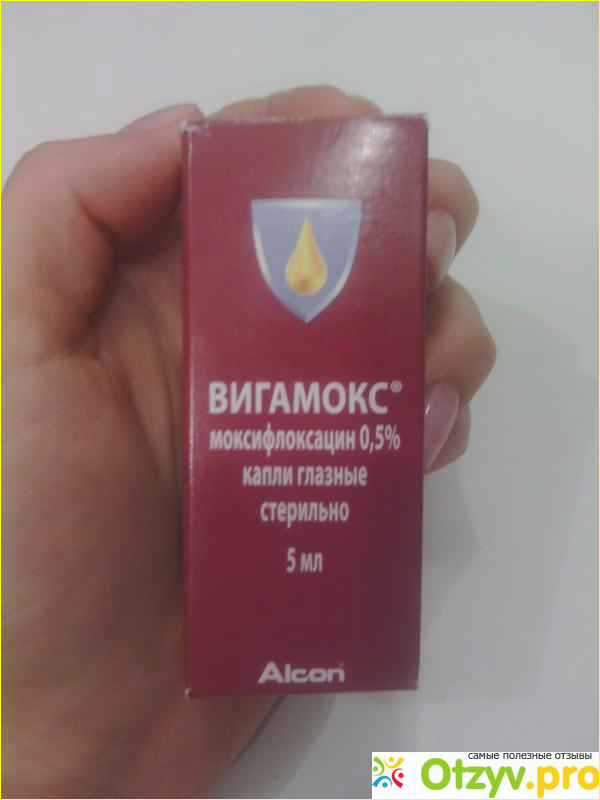 ВИГАМОКС®
моксифлоксацин 0,5%
капли глазные
стерильно
5 мл
Alcon®
самые полезные отзывы
Otzyv.pro